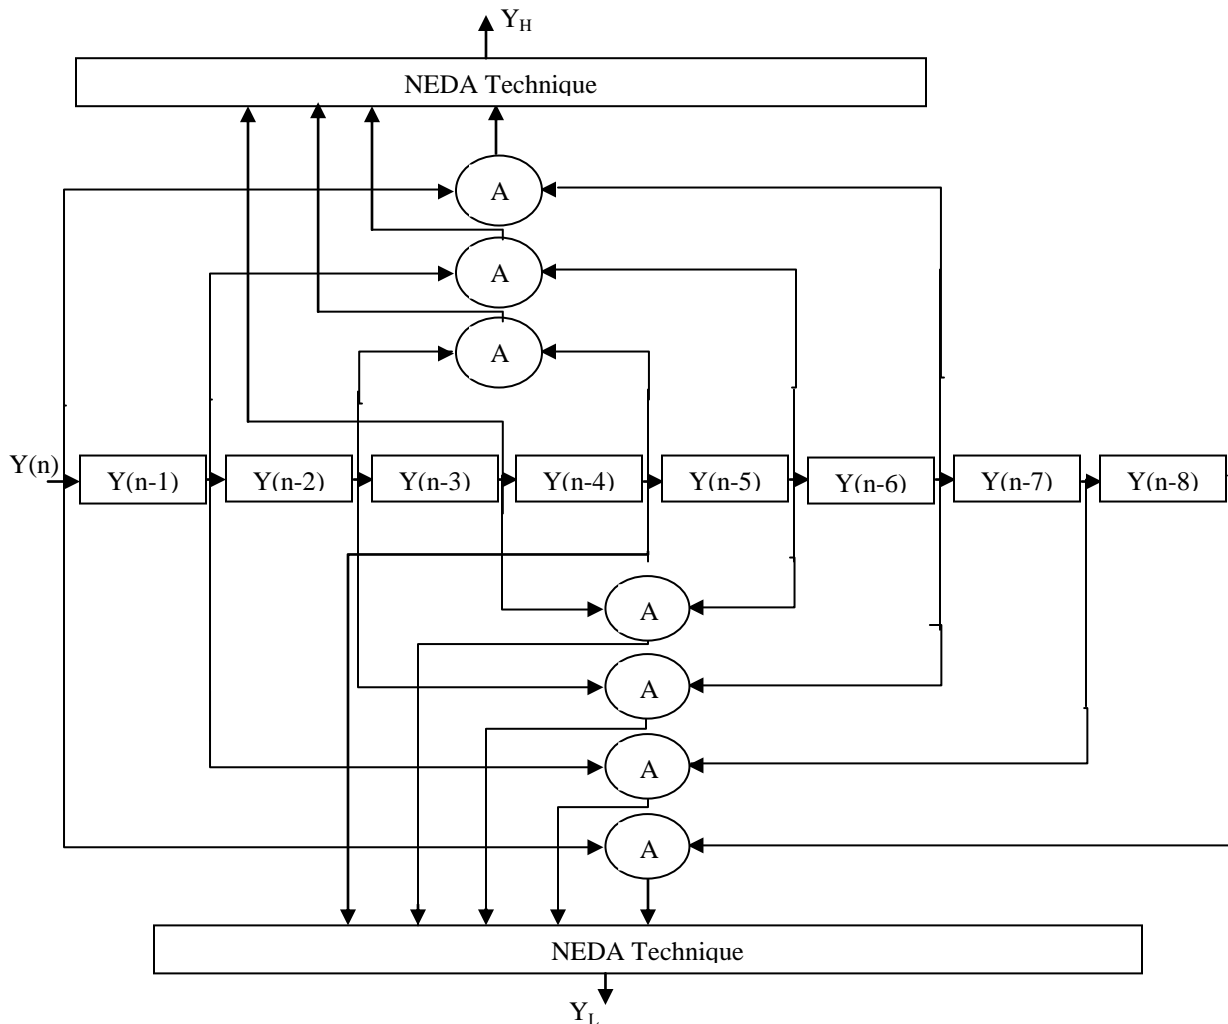 Y_H
NEDA Technique
A
A
A
Y(n)
Y(n-1)
Y(n-2)
Y(n-3)
Y(n-4)
Y(n-5)
Y(n-6)
Y(n-7)
Y(n-8)
A
A
A
A
NEDA Technique
Y_L